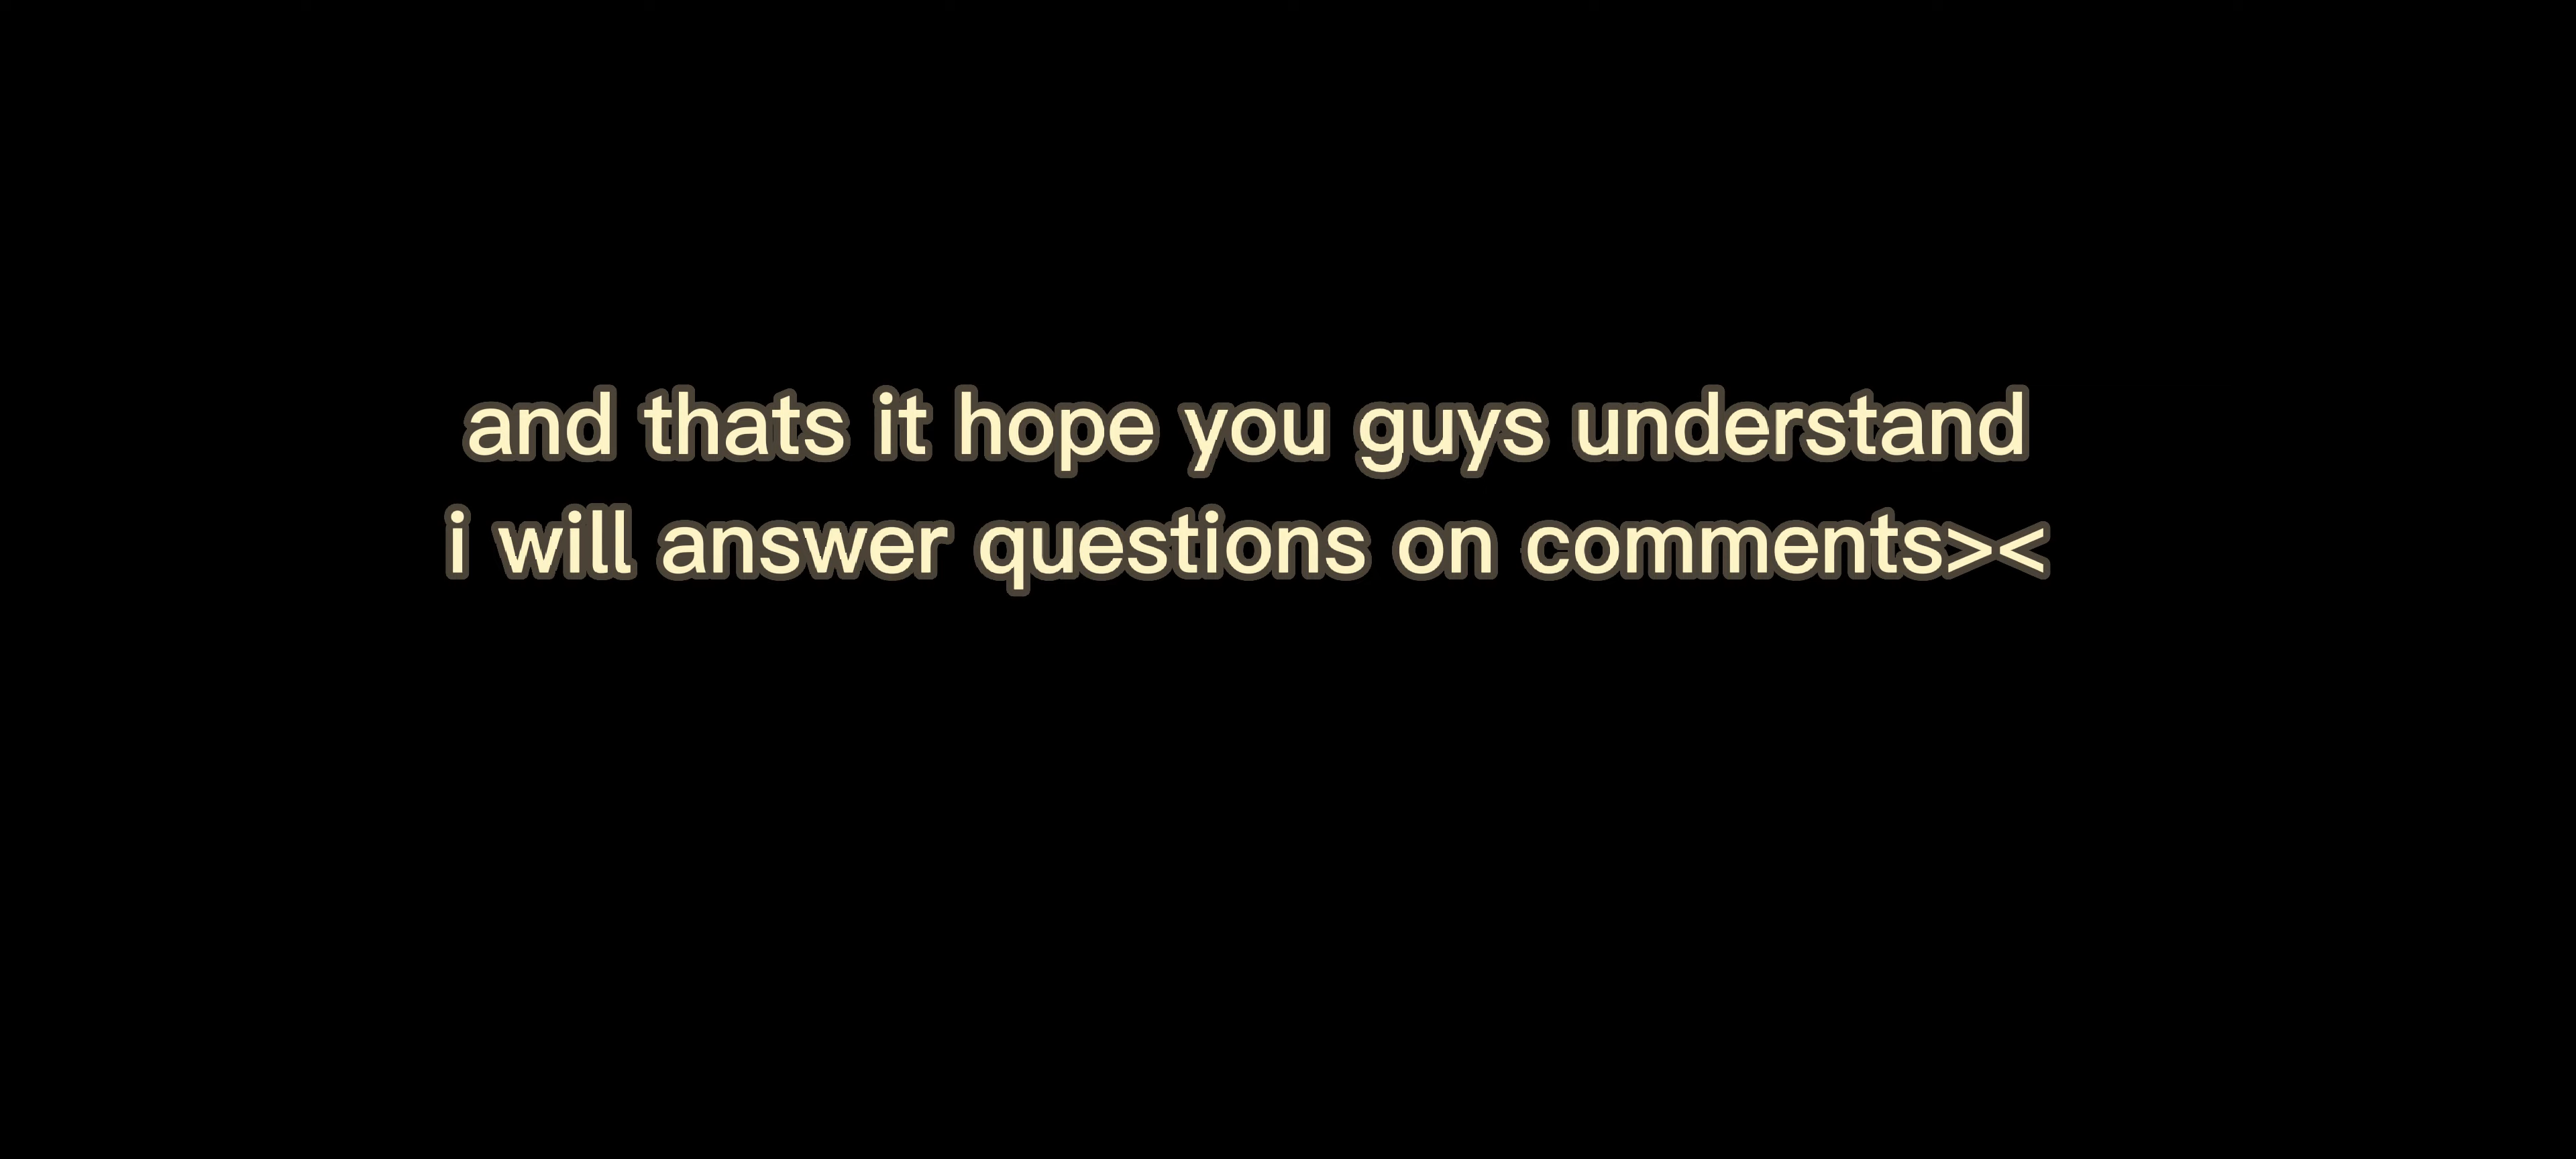 and thats it hope you guys understand
i will answer questions on comments><